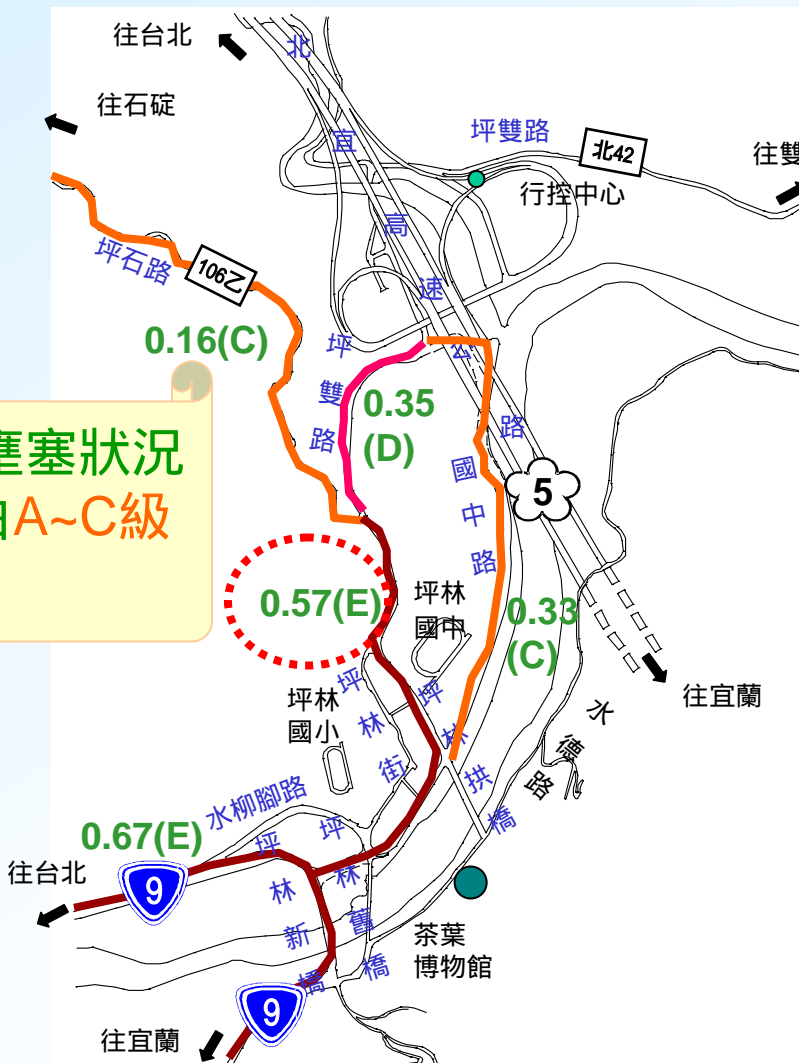 往台北
往石碇
北宜高速公路
坪雙路
北42
行控中心
往雙
坪石路
106乙
0.16(C)
坪雙路
0.35
(D)
壅塞狀況
由A~C級
國中路
5
0.57(E)
坪林
國中
0.33
(C)
往宜蘭
坪林
國小
坪林街
坪林拱橋
水德路
水柳腳路
0.67(E)
往台北
9
坪林新橋
坪林舊橋
茶葉
博物館
9
往宜蘭